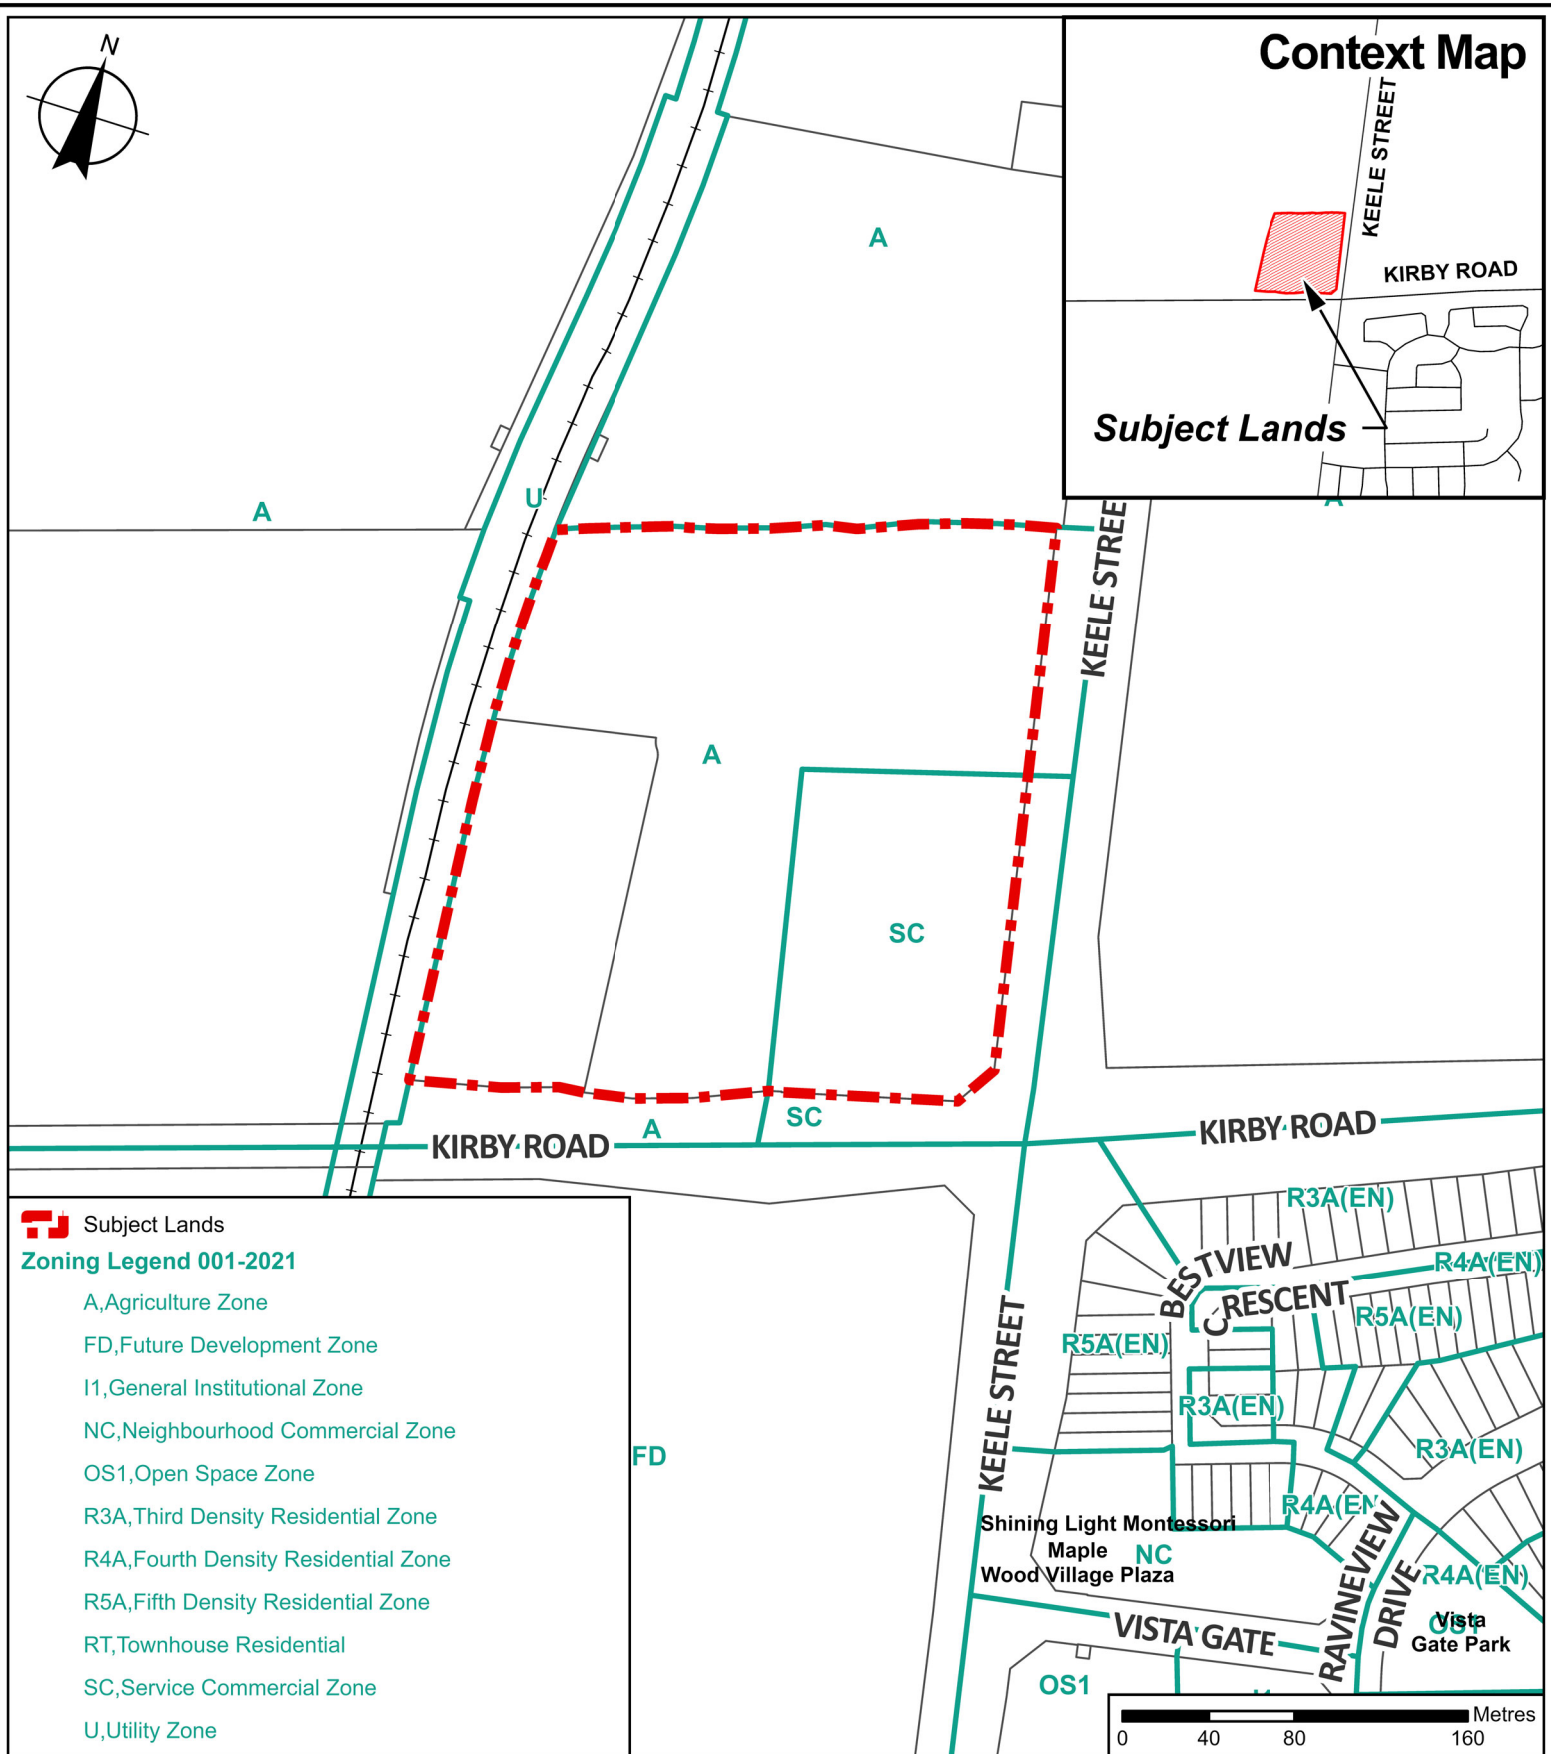 N
Context Map
KEELE STREET
KIRBY ROAD
Subject Lands
A
A
U
A
KEELE STREE
A
SC
A
SC
KIRBY ROAD
KIRBY ROAD
R3A(EN)
BESTVIEW
CRESCENT
R4A(EN)
R5A(EN)
R5A(EN)
R3A(EN)
R3A(EN)
KEELE STREET
FD
R4A(EN
Shining Light Montessori
Maple
NC
Wood Village Plaza
R4A(EN)
RAVINEVIEW
DRIVE
VISTA GATE
OS1
Vista
Gate Park
OS1
Subject Lands
Zoning Legend 001-2021
A,Agriculture Zone
FD,Future Development Zone
I1,General Institutional Zone
NC,Neighbourhood Commercial Zone
OS1,Open Space Zone
R3A,Third Density Residential Zone
R4A,Fourth Density Residential Zone
R5A,Fifth Density Residential Zone
RT,Townhouse Residential
SC,Service Commercial Zone
U,Utility Zone
Metres
0 40 80 160